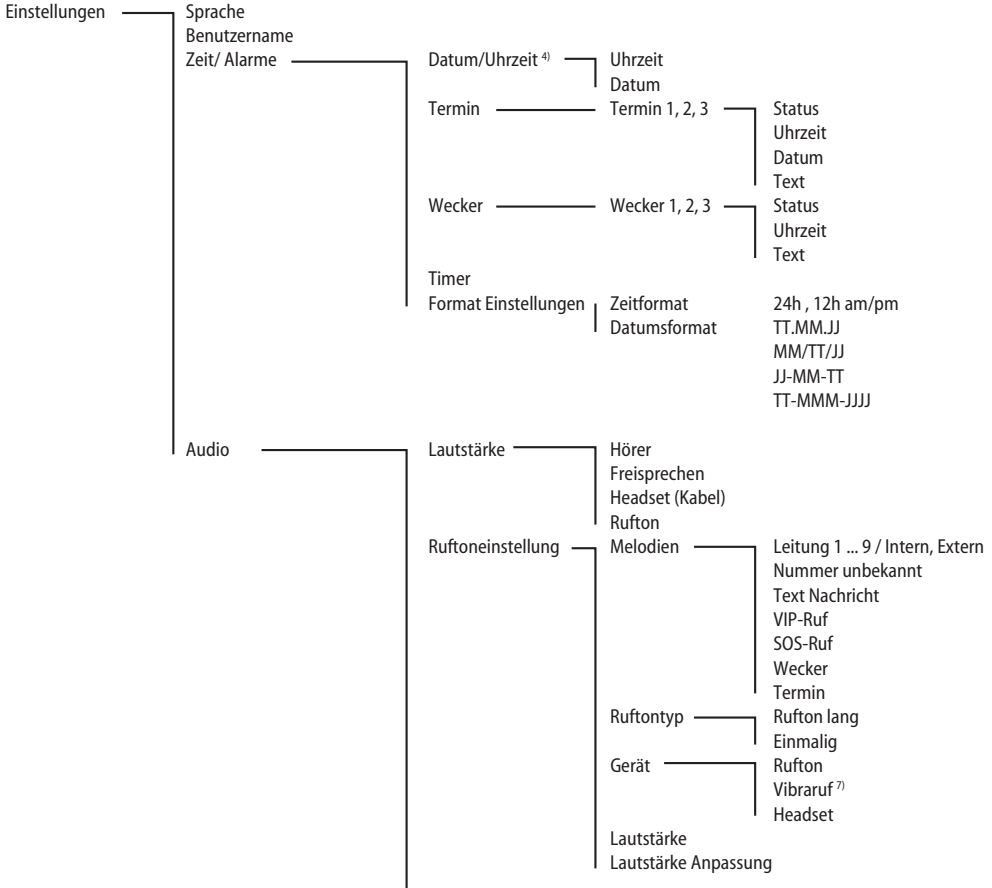 Einstellungen Sprache
Benutzername
Zeit/ Alarme Datum/Uhrzeit 4) Uhrzeit
Datum
Termin Termin 1, 2, 3 Status
Uhrzeit
Datum
Text
Wecker Wecker 1, 2, 3 Status
Uhrzeit
Text
Timer
Format Einstellungen Zeitformat 24h , 12h am/pm
Datumsformat TT.MM.JJ
MM/TT/JJ
JJ-MM-TT
TT-MMM-JJJJ
Audio Lautstärke Hörer
Freisprechen
Headset (Kabel)
Rufton
Ruftoneinstellung Melodien Leitung 1 ... 9 / Intern, Extern
Nummer unbekannt
Text Nachricht
VIP-Ruf
SOS-Ruf
Wecker
Termin
Ruftontyp Rufton lang
Einmalig
Gerät Rufton
Vibraruf 7)
Headset
Lautstärke
Lautstärke Anpassung